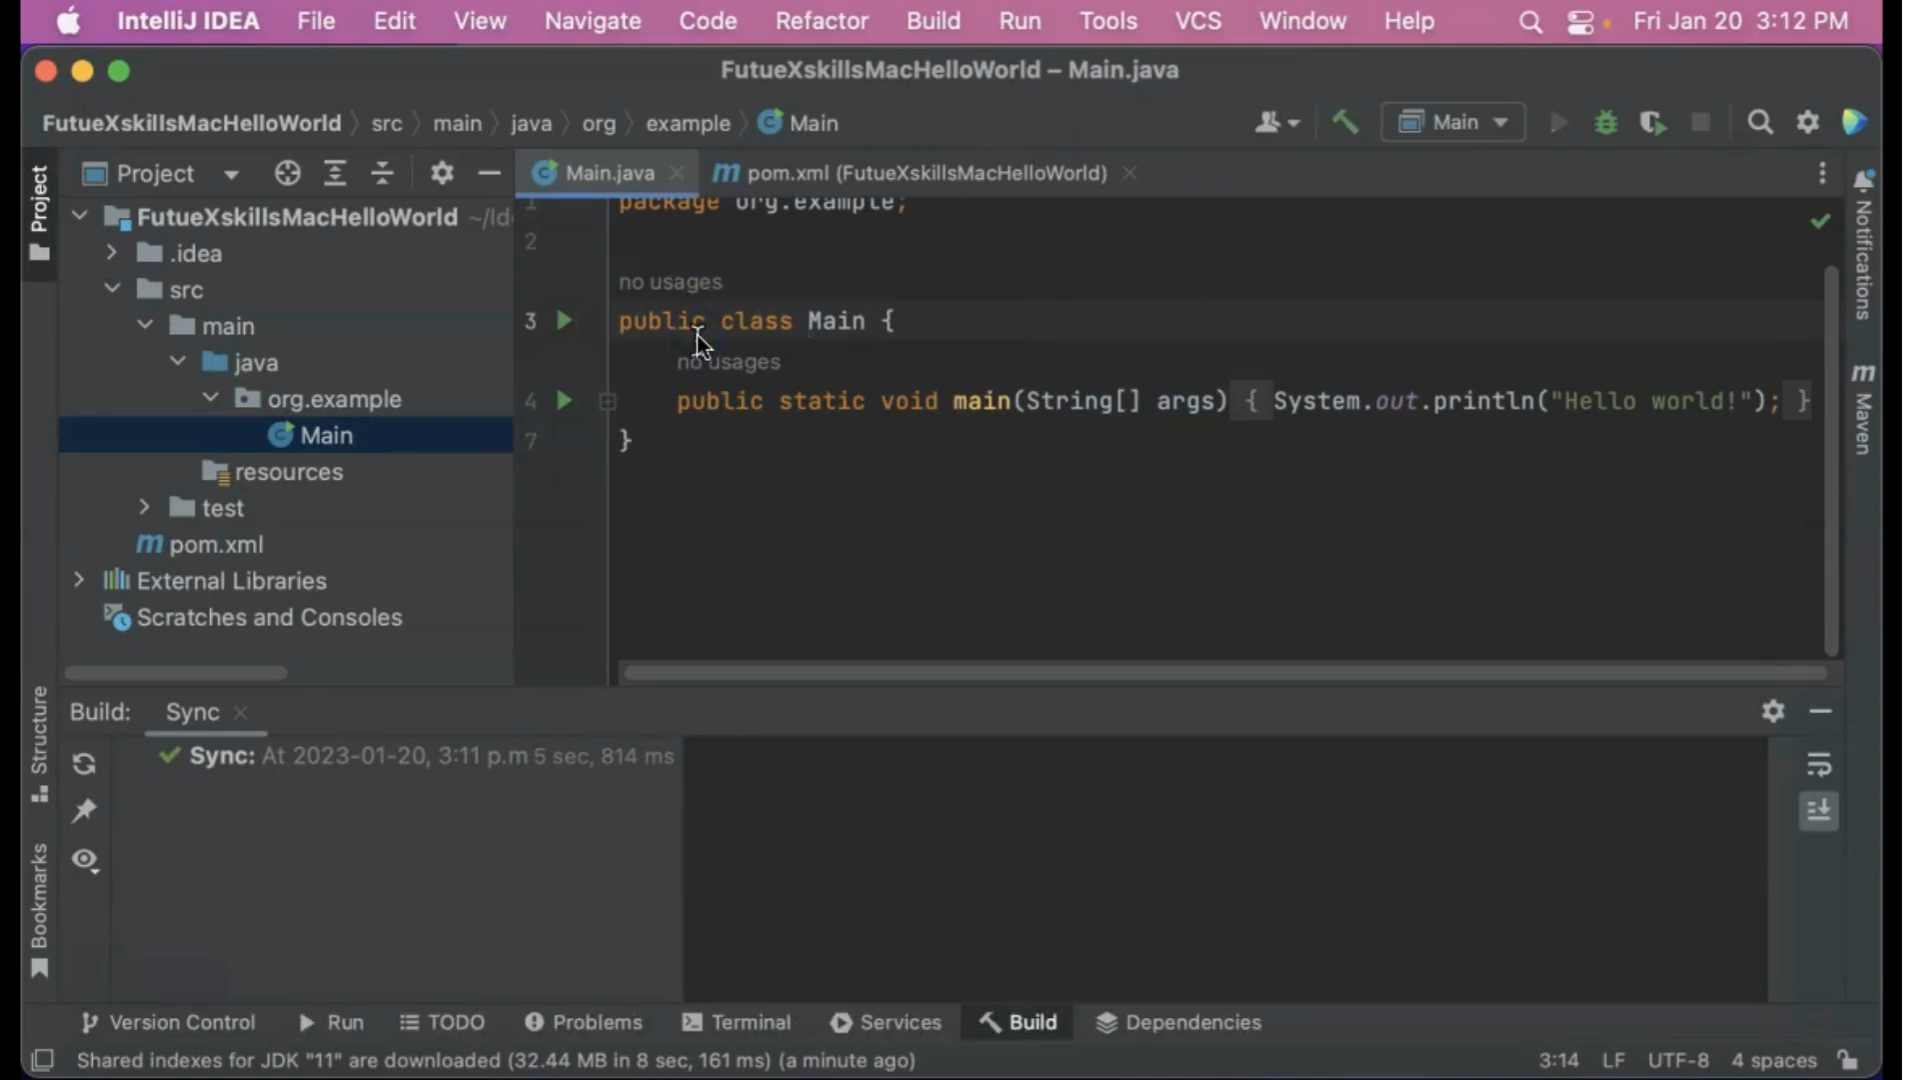 IntelliJ IDEA File Edit View Navigate Code Refactor Build Run Tools VCS Window Help Fri Jan 20 3:12 PM
FutueXskillsMacHelloWorld – Main.java
FutueXskillsMacHelloWorld src main java org example Main
Main
Project
Project
Main.java
pom.xml (FutueXskillsMacHelloWorld)
Notifications
Maven
FutueXskillsMacHelloWorld ~/Id
.idea
src
main
java
org.example
Main
resources
test
m pom.xml
External Libraries
Scratches and Consoles
1 package org.example;
2
no usages
3 public class Main {
no usages
4 public static void main(String[] args) { System.out.println("Hello world!"); }
7 }
Structure
Bookmarks
Build: Sync
Sync: At 2023-01-20, 3:11 p.m 5 sec, 814 ms
Version Control Run TODO Problems Terminal Services Build Dependencies
Shared indexes for JDK "11" are downloaded (32.44 MB in 8 sec, 161 ms) (a minute ago) 3:14 LF UTF-8 4 spaces